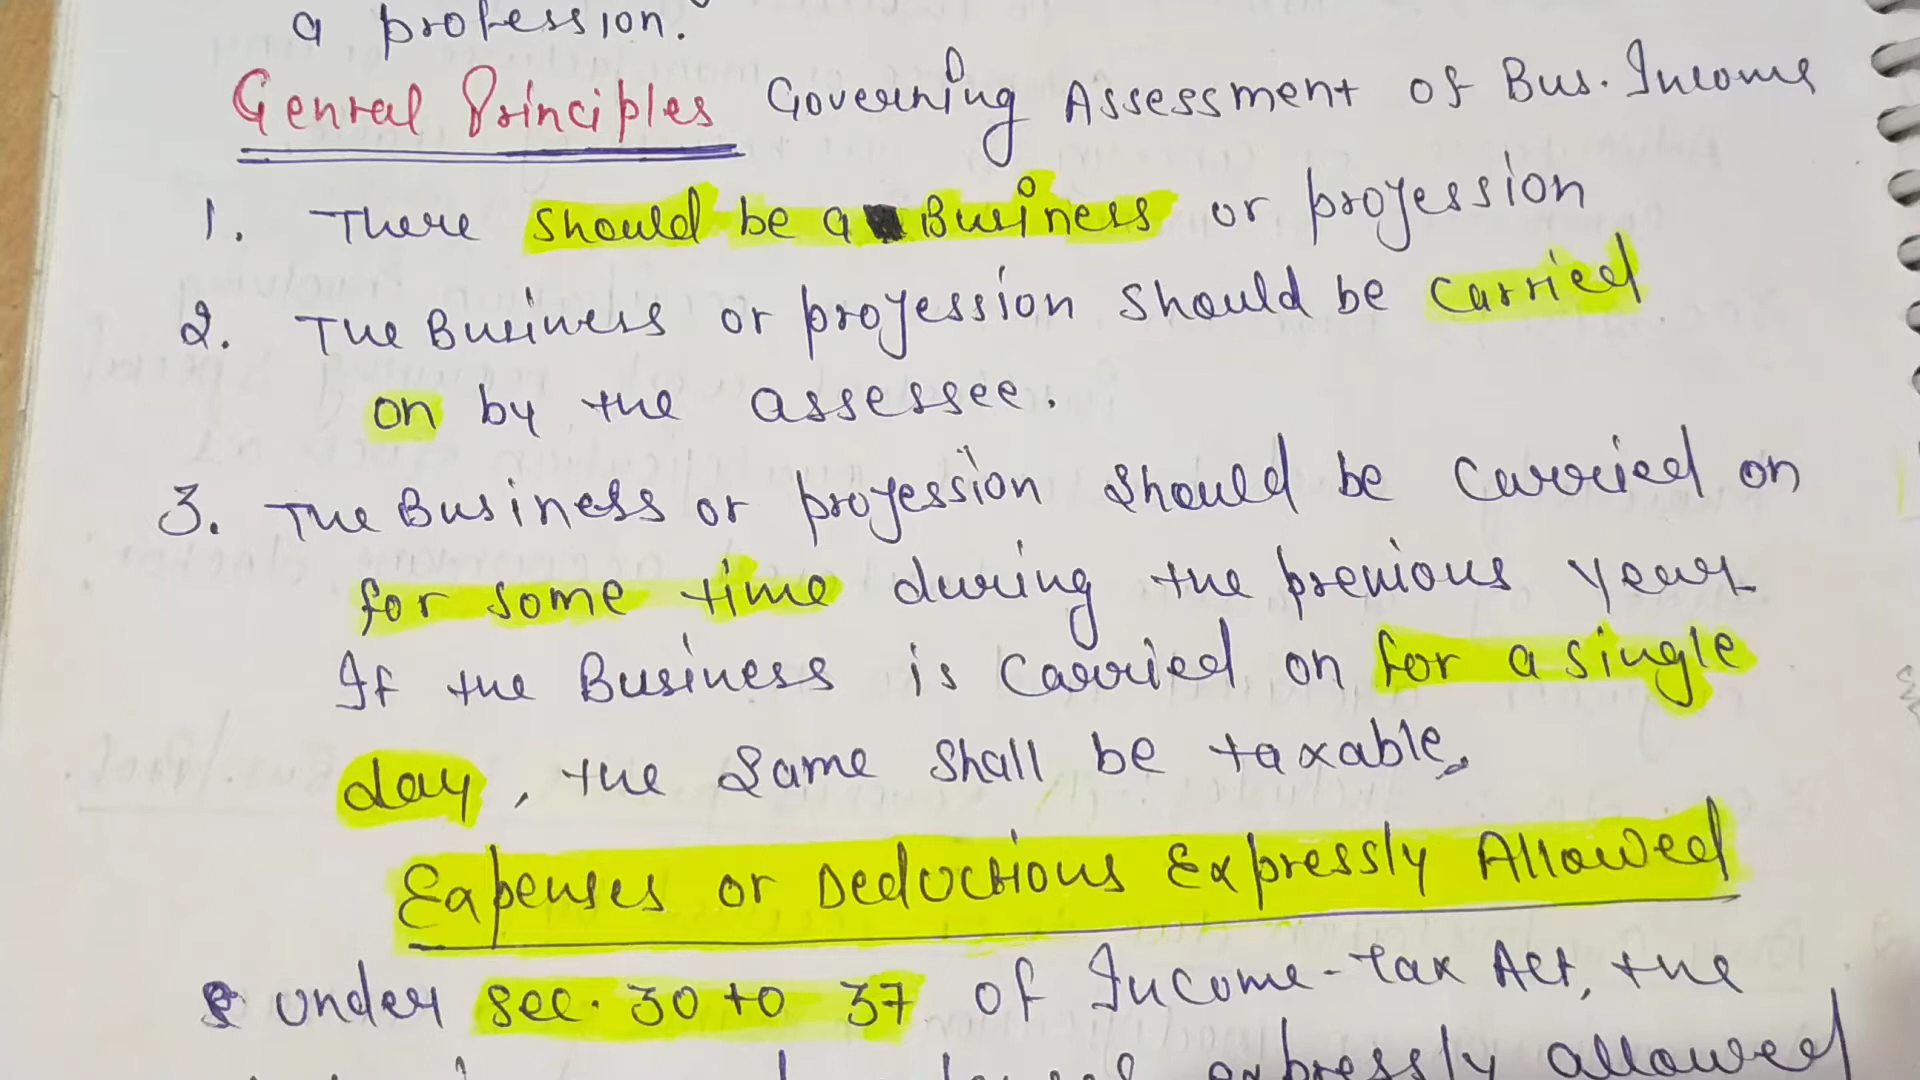 a profession.
Genral Principles Governing Assessment of Bus. Income
1. There should be a Business or profession
2. The Business or profession should be carried
on by the assessee.
3. The Business or profession should be carried on
for some time during the previous year
If the Business is carried on for a single
day, the same shall be taxable.
Expenses or Deductions Expressly Allowed
under sec. 30 to 37 of Income-tax Act, the
expressly allowed